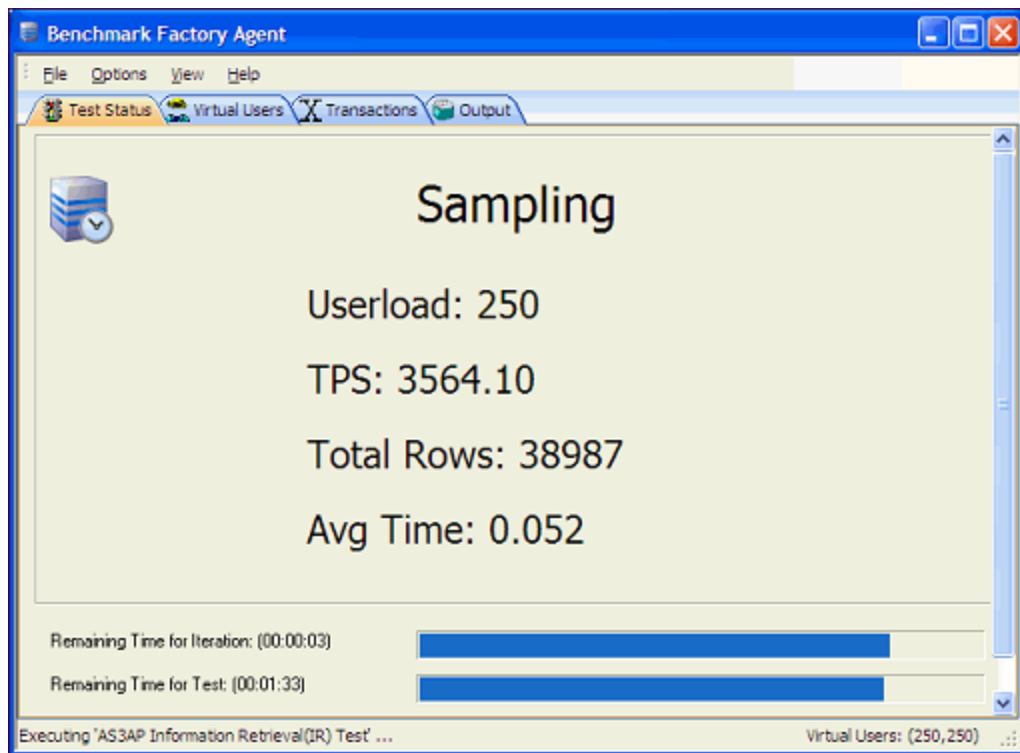 Benchmark Factory Agent
File Options View Help
Test Status Virtual Users Transactions Output
Sampling
Userload: 250
TPS: 3564.10
Total Rows: 38987
Avg Time: 0.052
Remaining Time for Iteration: (00:00:03)
Remaining Time for Test: (00:01:33)
Executing 'AS3AP Information Retrieval(IR) Test' ... Virtual Users: (250,250)